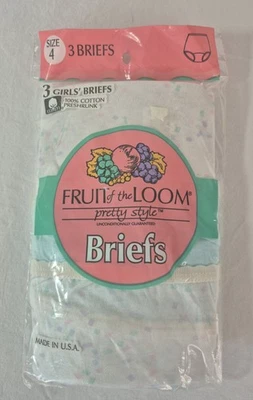 SIZE
4
3 BRIEFS
3 GIRLS' BRIEFS
100% COTTON
PRESHRUNK
FRUIT of the LOOM®
pretty style™
UNCONDITIONALLY GUARANTEED
Briefs
MADE IN U.S.A.